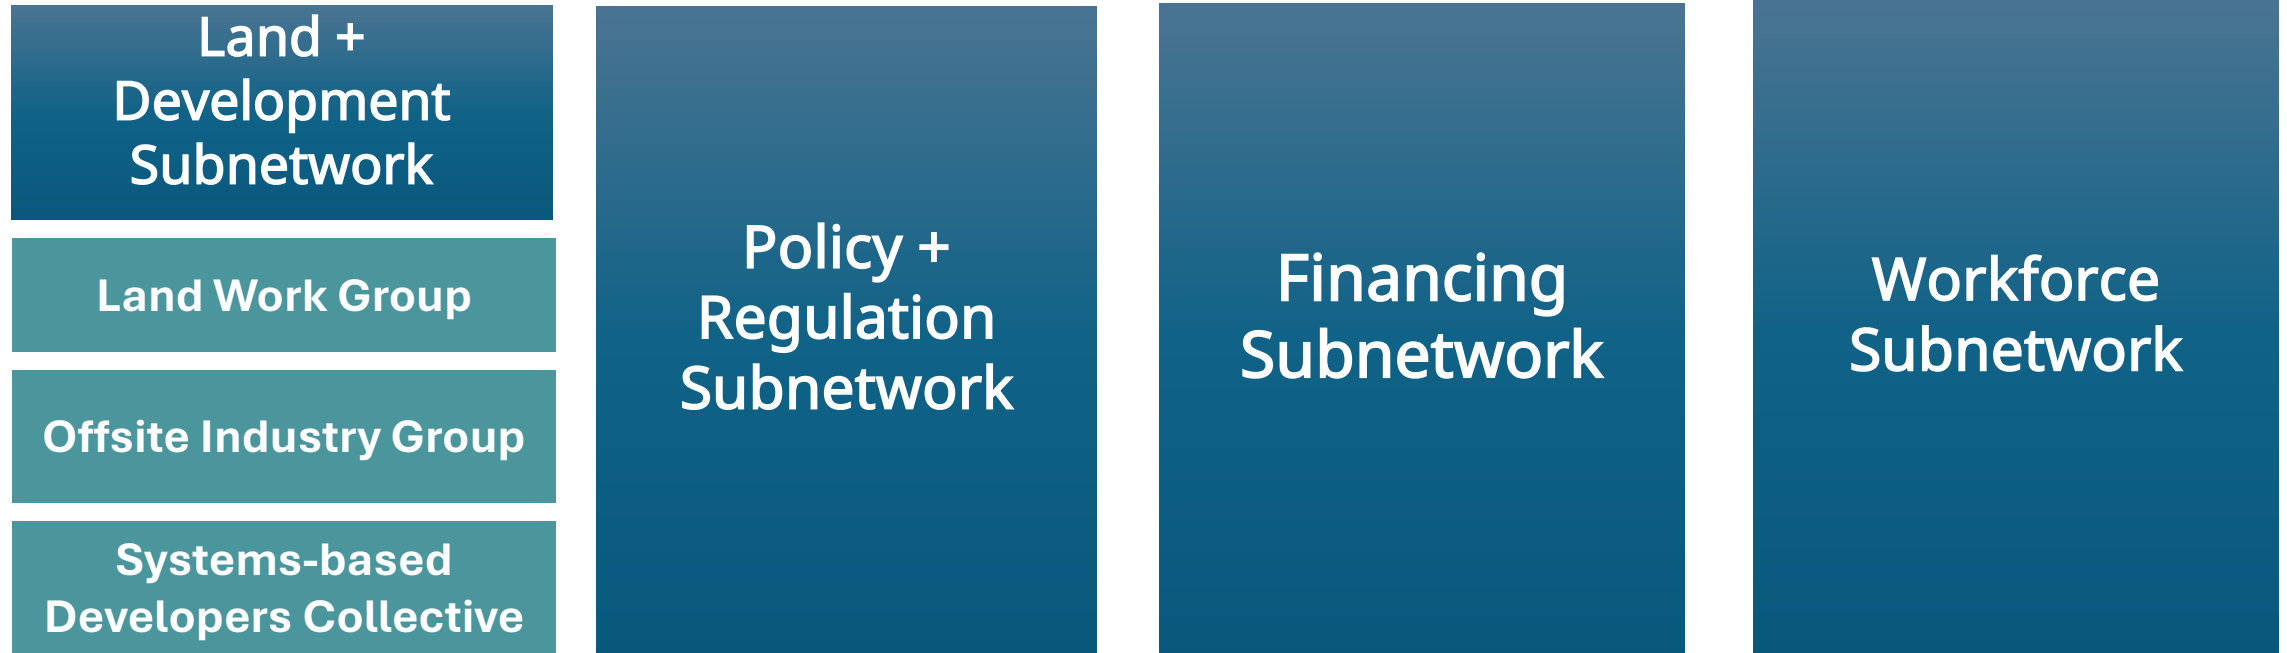 Land +
Development
Subnetwork
Land Work Group
Offsite Industry Group
Systems-based
Developers Collective
Policy +
Regulation
Subnetwork
Financing
Subnetwork
Workforce
Subnetwork